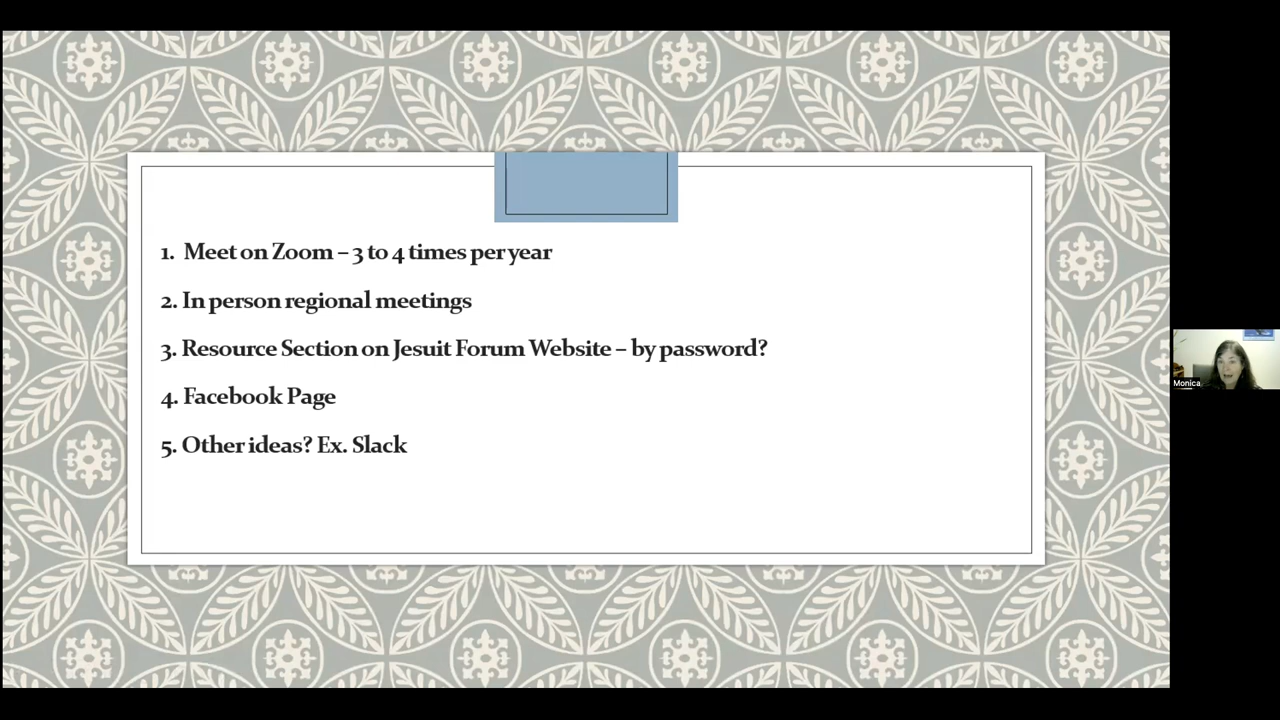 1. Meet on Zoom – 3 to 4 times per year
2. In person regional meetings
3. Resource Section on Jesuit Forum Website – by password?
4. Facebook Page
5. Other ideas? Ex. Slack
Monica